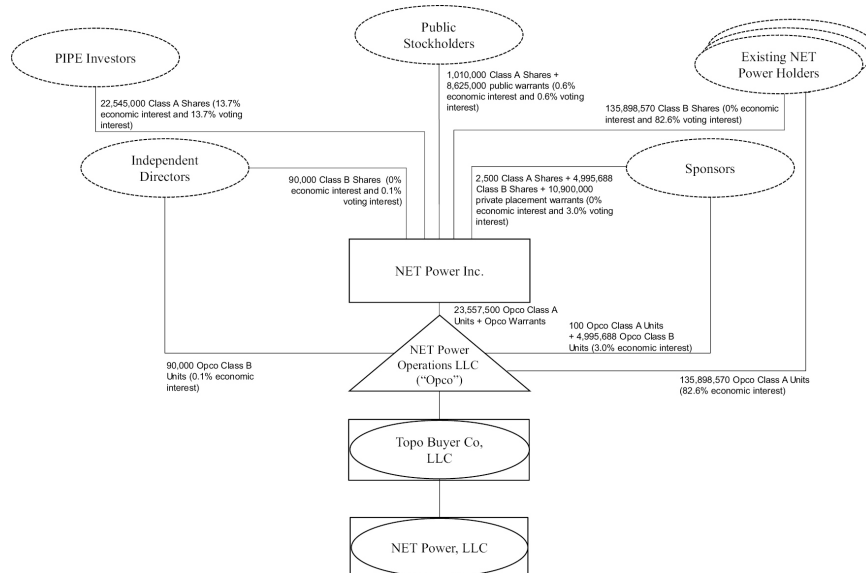 Public
Stockholders
PIPE Investors
Existing NET
Power Holders
1,010,000 Class A Shares +
8,625,000 public warrants (0.6%
economic interest and 0.6% voting
interest)
22,545,000 Class A Shares (13.7%
economic interest and 13.7% voting
interest)
135,898,570 Class B Shares (0% economic
interest and 82.6% voting interest)
Independent
Directors
90,000 Class B Shares (0%
economic interest and 0.1%
voting interest)
2,500 Class A Shares + 4,995,688
Class B Shares + 10,900,000
private placement warrants (0%
economic interest and 3.0% voting
interest)
Sponsors
NET Power Inc.
23,557,500 Opco Class A
Units + Opco Warrants
100 Opco Class A Units
+ 4,995,688 Opco Class B
Units (3.0% economic interest)
NET Power
Operations LLC
(“Opco”)
90,000 Opco Class B
Units (0.1% economic
interest)
135,898,570 Opco Class A Units
(82.6% economic interest)
Topo Buyer Co,
LLC
NET Power, LLC